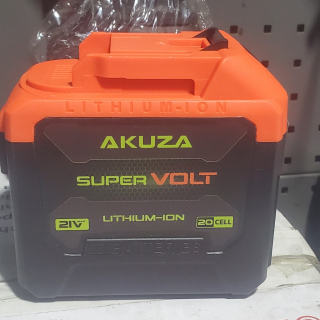 LITHIUM-ION
AKUZA
SUPER VOLT
LITHIUM-ION
21V
20 CELL